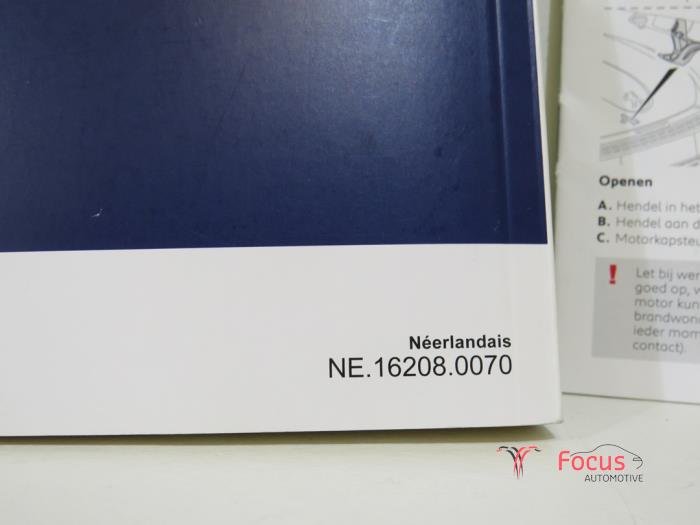 Néerlandais
NE.16208.0070
Openen
A. Hendel in het
B. Hendel aan d
C. Motorkapsteu
! Let bij wer
goed op, w
motor kun
brandwon
ieder mom
contact).
Focus
AUTOMOTIVE